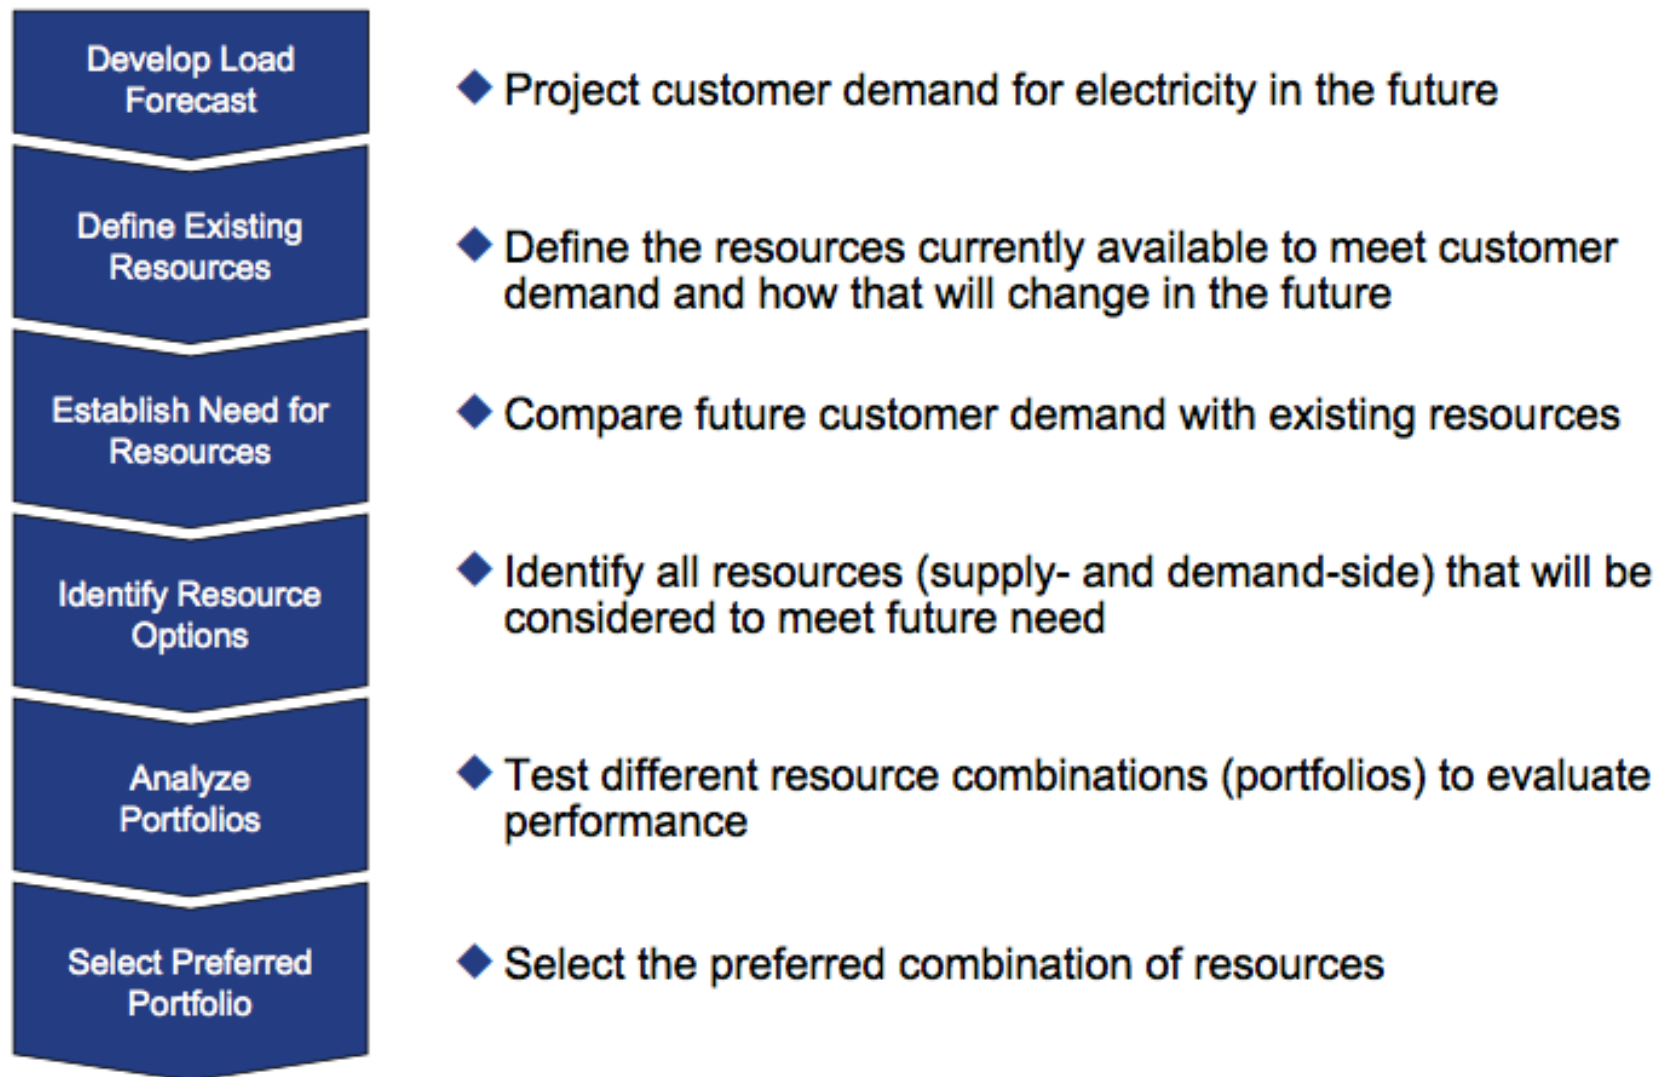 Develop Load
Forecast
◆ Project customer demand for electricity in the future
Define Existing
Resources
◆ Define the resources currently available to meet customer
demand and how that will change in the future
Establish Need for
Resources
◆ Compare future customer demand with existing resources
Identify Resource
Options
◆ Identify all resources (supply- and demand-side) that will be
considered to meet future need
Analyze
Portfolios
◆ Test different resource combinations (portfolios) to evaluate
performance
Select Preferred
Portfolio
◆ Select the preferred combination of resources